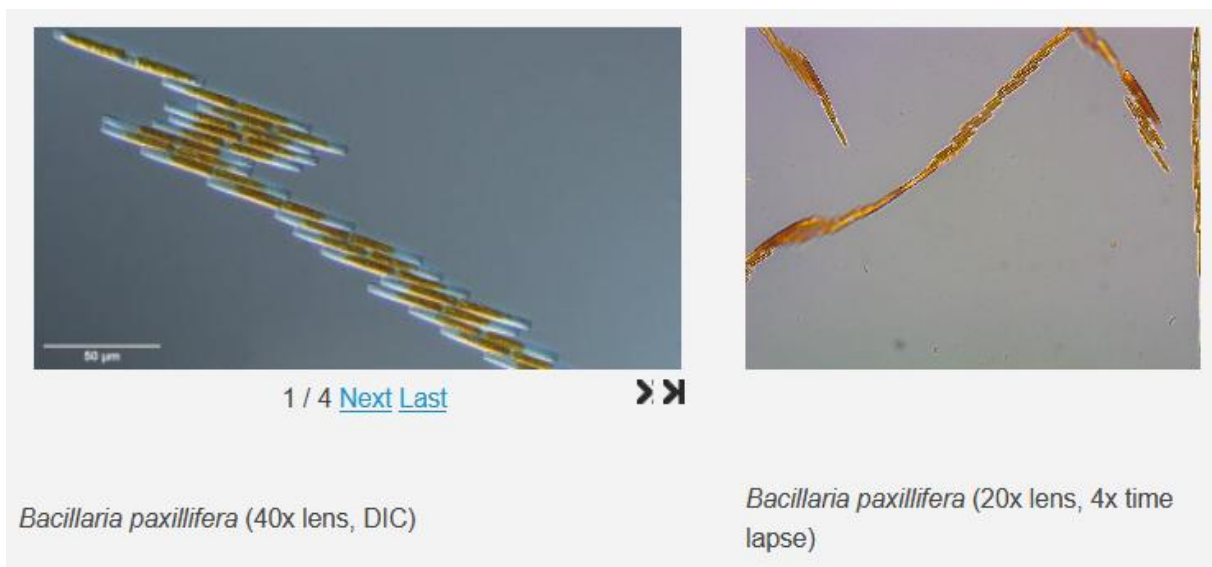 50 µm
1 / 4 Next Last
Bacillaria paxillifera (40x lens, DIC)
Bacillaria paxillifera (20x lens, 4x time
lapse)